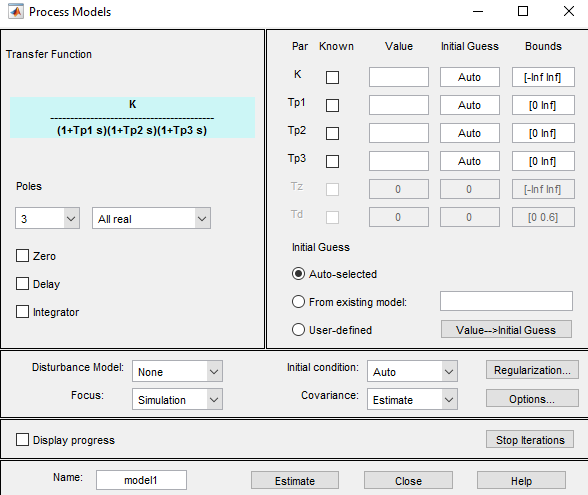 Process Models
Transfer Function
K
(1+Tp1 s)(1+Tp2 s)(1+Tp3 s)
Poles
3 All real
Zero
Delay
Integrator
Par Known Value Initial Guess Bounds
K Auto [-Inf Inf]
Tp1 Auto [0 Inf]
Tp2 Auto [0 Inf]
Tp3 Auto [0 Inf]
Tz 0 0 [-Inf Inf]
Td 0 0 [0 0.6]
Initial Guess
Auto-selected
From existing model:
User-defined Value-->Initial Guess
Disturbance Model: None Initial condition: Auto Regularization...
Focus: Simulation Covariance: Estimate Options...
Display progress Stop Iterations
Name: model1 Estimate Close Help